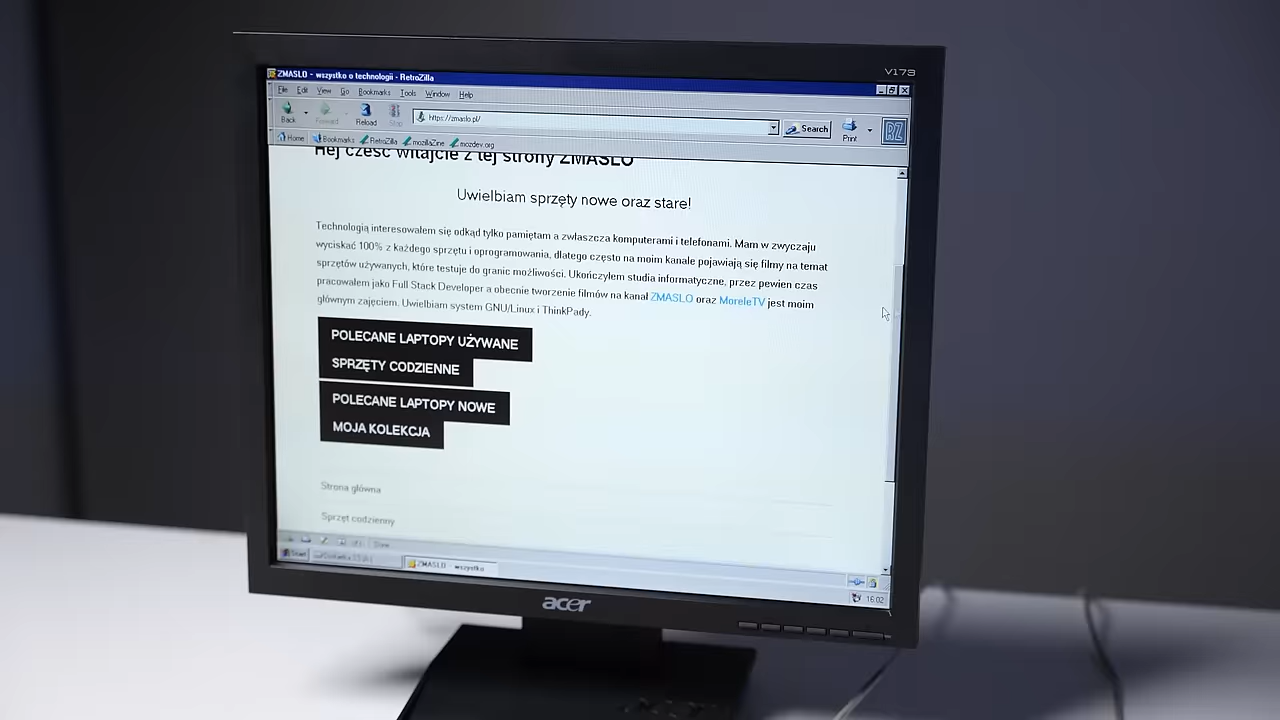 V173
ZMASLO - wszystko o technologii - RetroZilla
File Edit View Go Bookmarks Tools Window Help
Back Forward Reload Stop https://zmaslo.pl/ Search Print RZ
Home Bookmarks RetroZilla mozillaZine mozdev.org
Hej cześć witajcie z tej strony ZMASLO
Uwielbiam sprzęty nowe oraz stare!
Technologią interesowałem się odkąd tylko pamiętam a zwłaszcza komputerami i telefonami. Mam w zwyczaju
wyciskać 100% z każdego sprzętu i oprogramowania, dlatego często na moim kanale pojawiają się filmy na temat
sprzętów używanych, które testuje do granic możliwości. Ukończyłem studia informatyczne, przez pewien czas
pracowałem jako Full Stack Developer a obecnie tworzenie filmów na kanał ZMASLO oraz MoreleTV jest moim
głównym zajęciem. Uwielbiam system GNU/Linux i ThinkPady.
POLECANE LAPTOPY UŻYWANE
SPRZĘTY CODZIENNE
POLECANE LAPTOPY NOWE
MOJA KOLEKCJA
Strona główna
Sprzęt codzienny
Done
Start ZMASLO - wszystko 16:02
acer